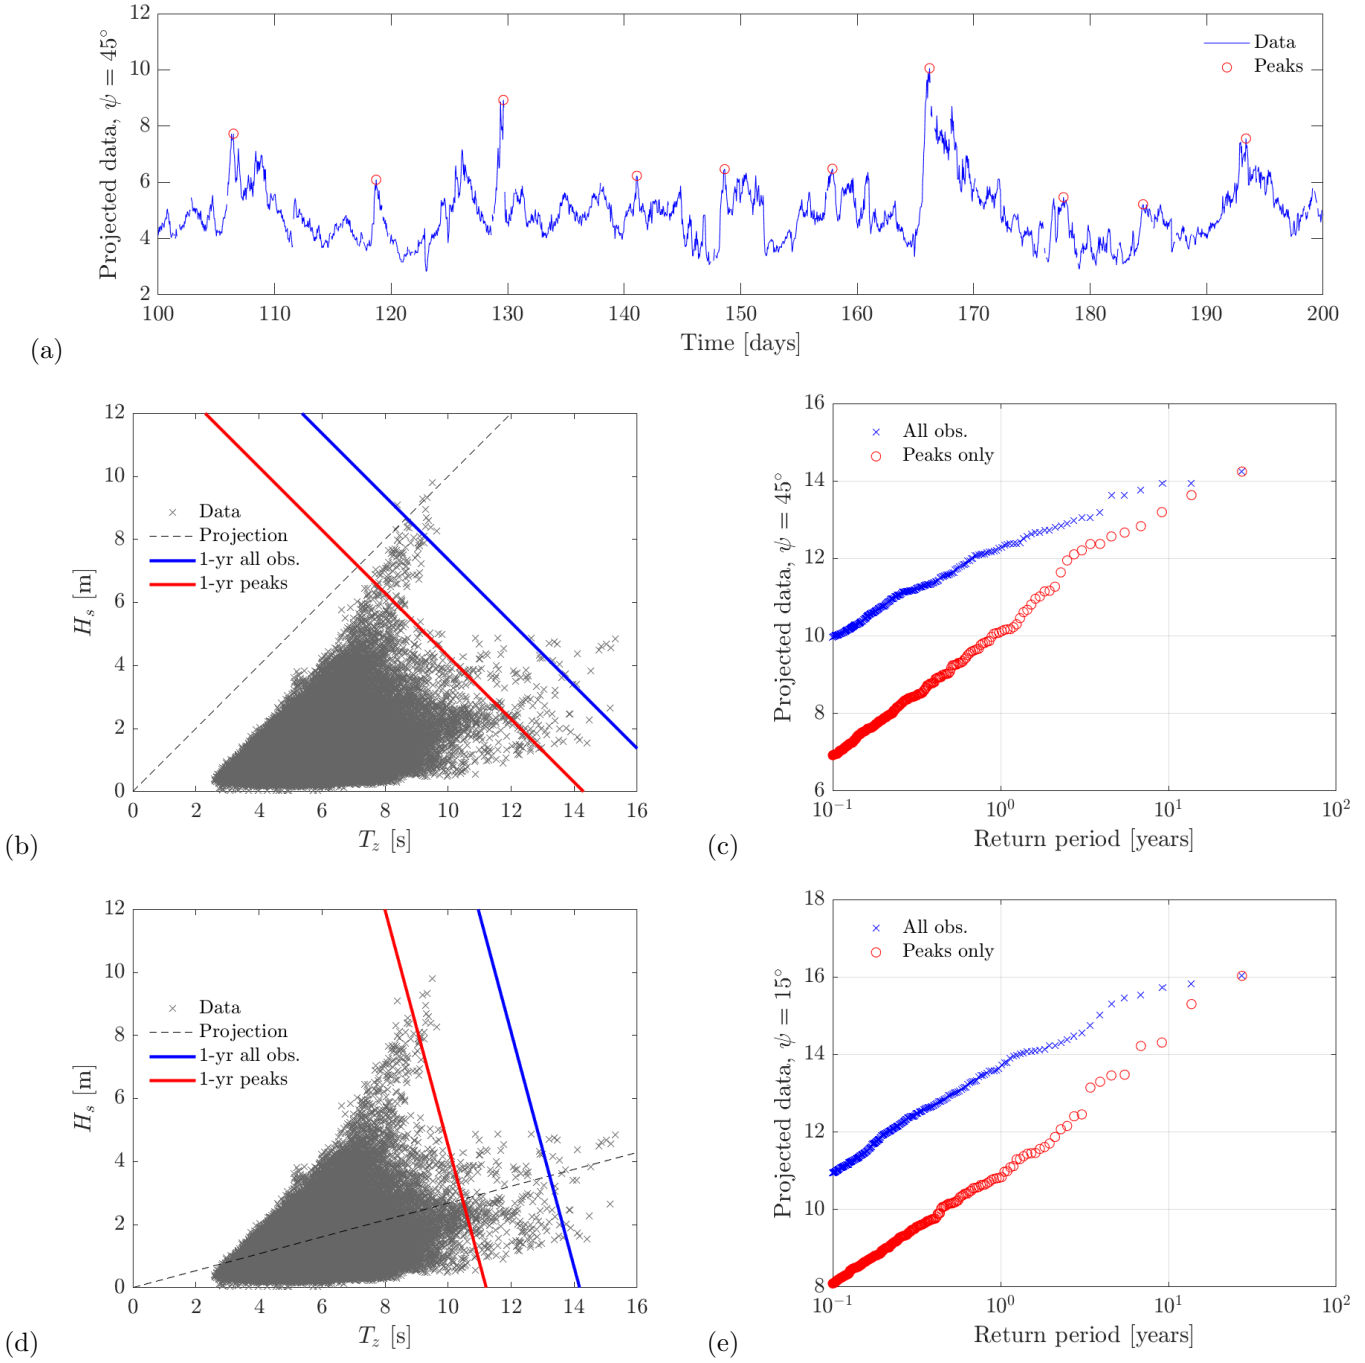 12
10
8
6
4
2
Projected data, ψ = 45°
Data
Peaks
100 110 120 130 140 150 160 170 180 190 200
Time [days]
(a)
12
10
8
6
4
2
0
H_s [m]
Data
Projection
1-yr all obs.
1-yr peaks
0 2 4 6 8 10 12 14 16
T_z [s]
(b)
16
14
12
10
8
6
Projected data, ψ = 45°
All obs.
Peaks only
10^-1 10^0 10^1 10^2
Return period [years]
(c)
12
10
8
6
4
2
0
H_s [m]
Data
Projection
1-yr all obs.
1-yr peaks
0 2 4 6 8 10 12 14 16
T_z [s]
(d)
18
16
14
12
10
8
Projected data, ψ = 15°
All obs.
Peaks only
10^-1 10^0 10^1 10^2
Return period [years]
(e)